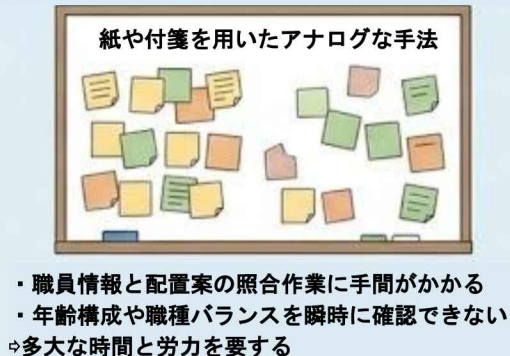 紙や付箋を用いたアナログな手法
・職員情報と配置案の照合作業に手間がかかる
・年齢構成や職種バランスを瞬時に確認できない
⇨多大な時間と労力を要する